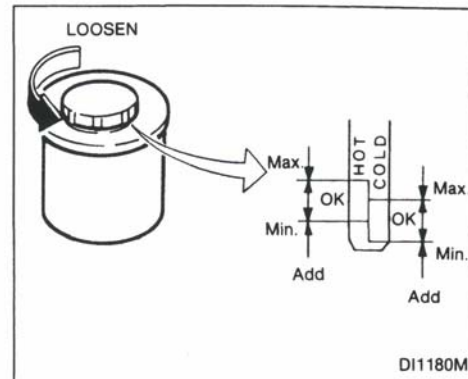 LOOSEN
HOT
COLD
Max.
OK
Min.
Add
Max.
OK
Min.
Add
DI1180M